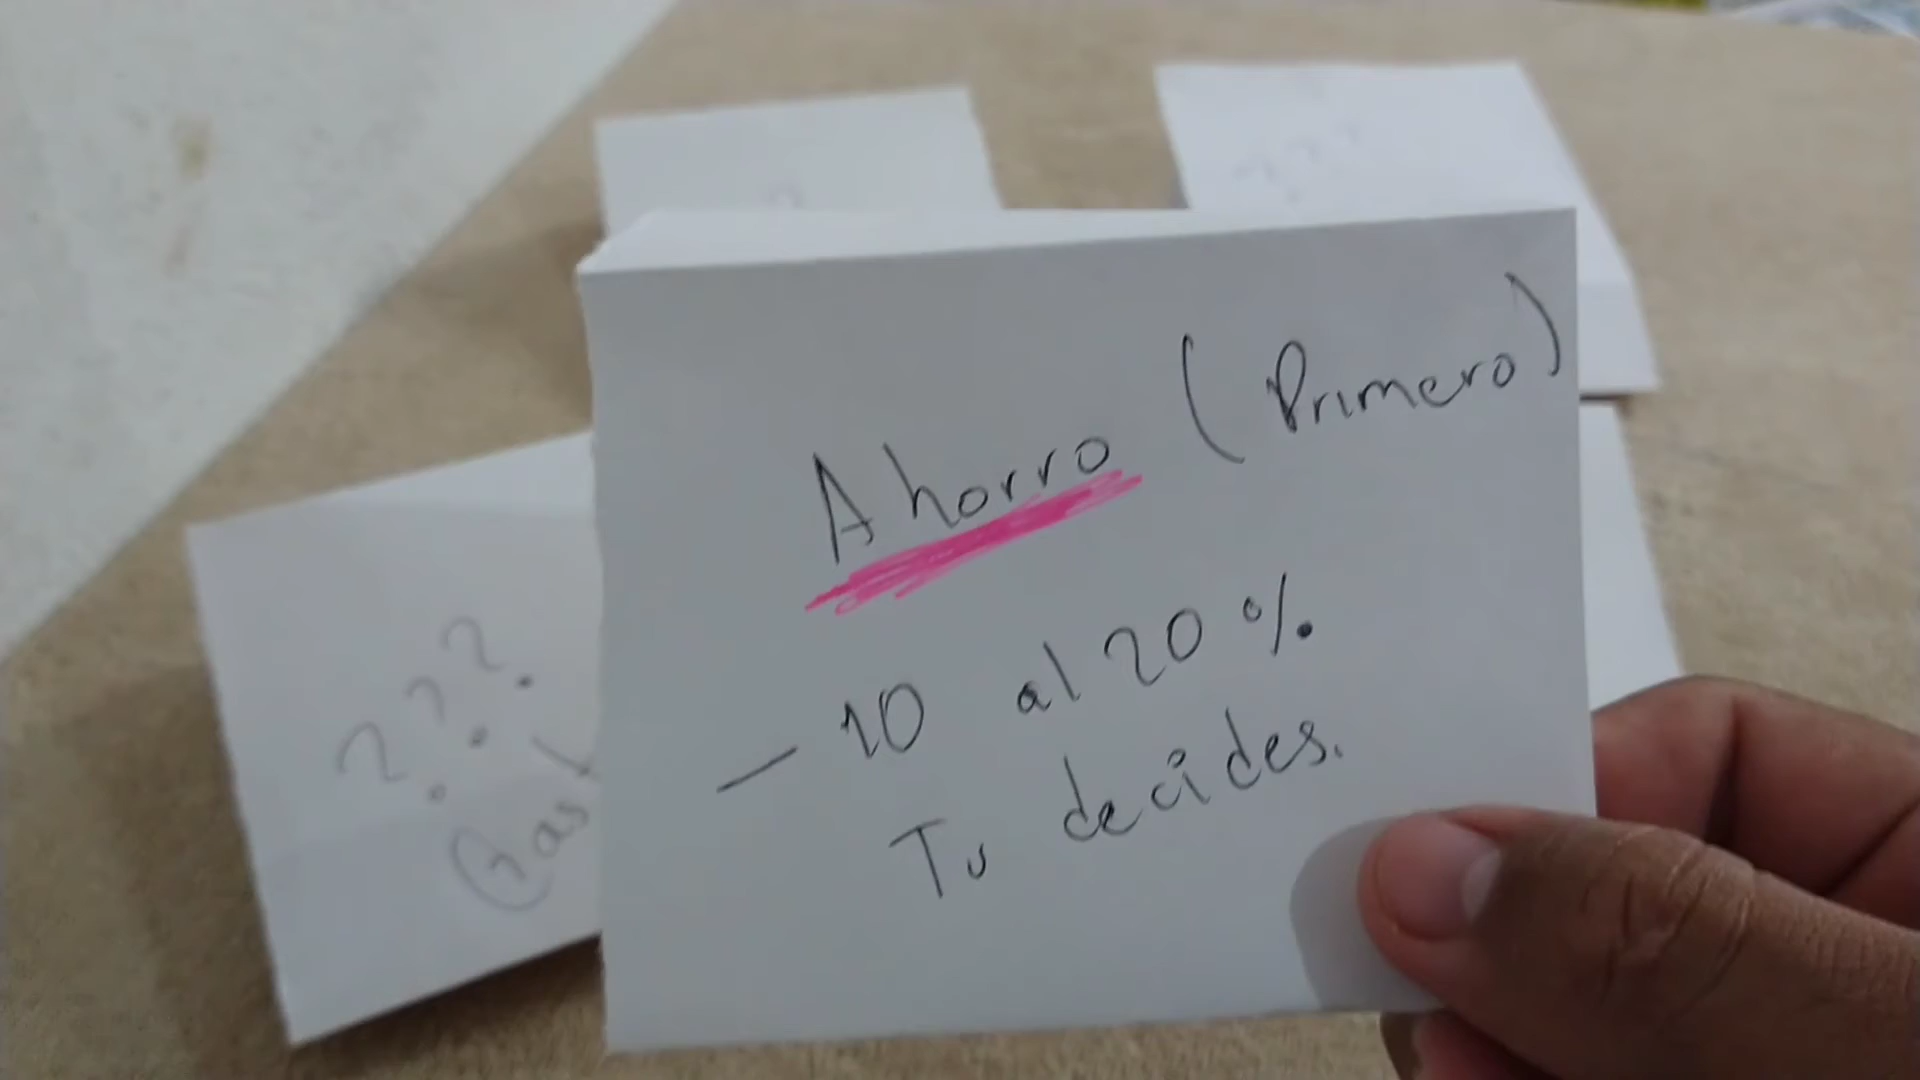 Ahorro (Primero)
- 10 al 20 %.
Tu decides.
? ? ?